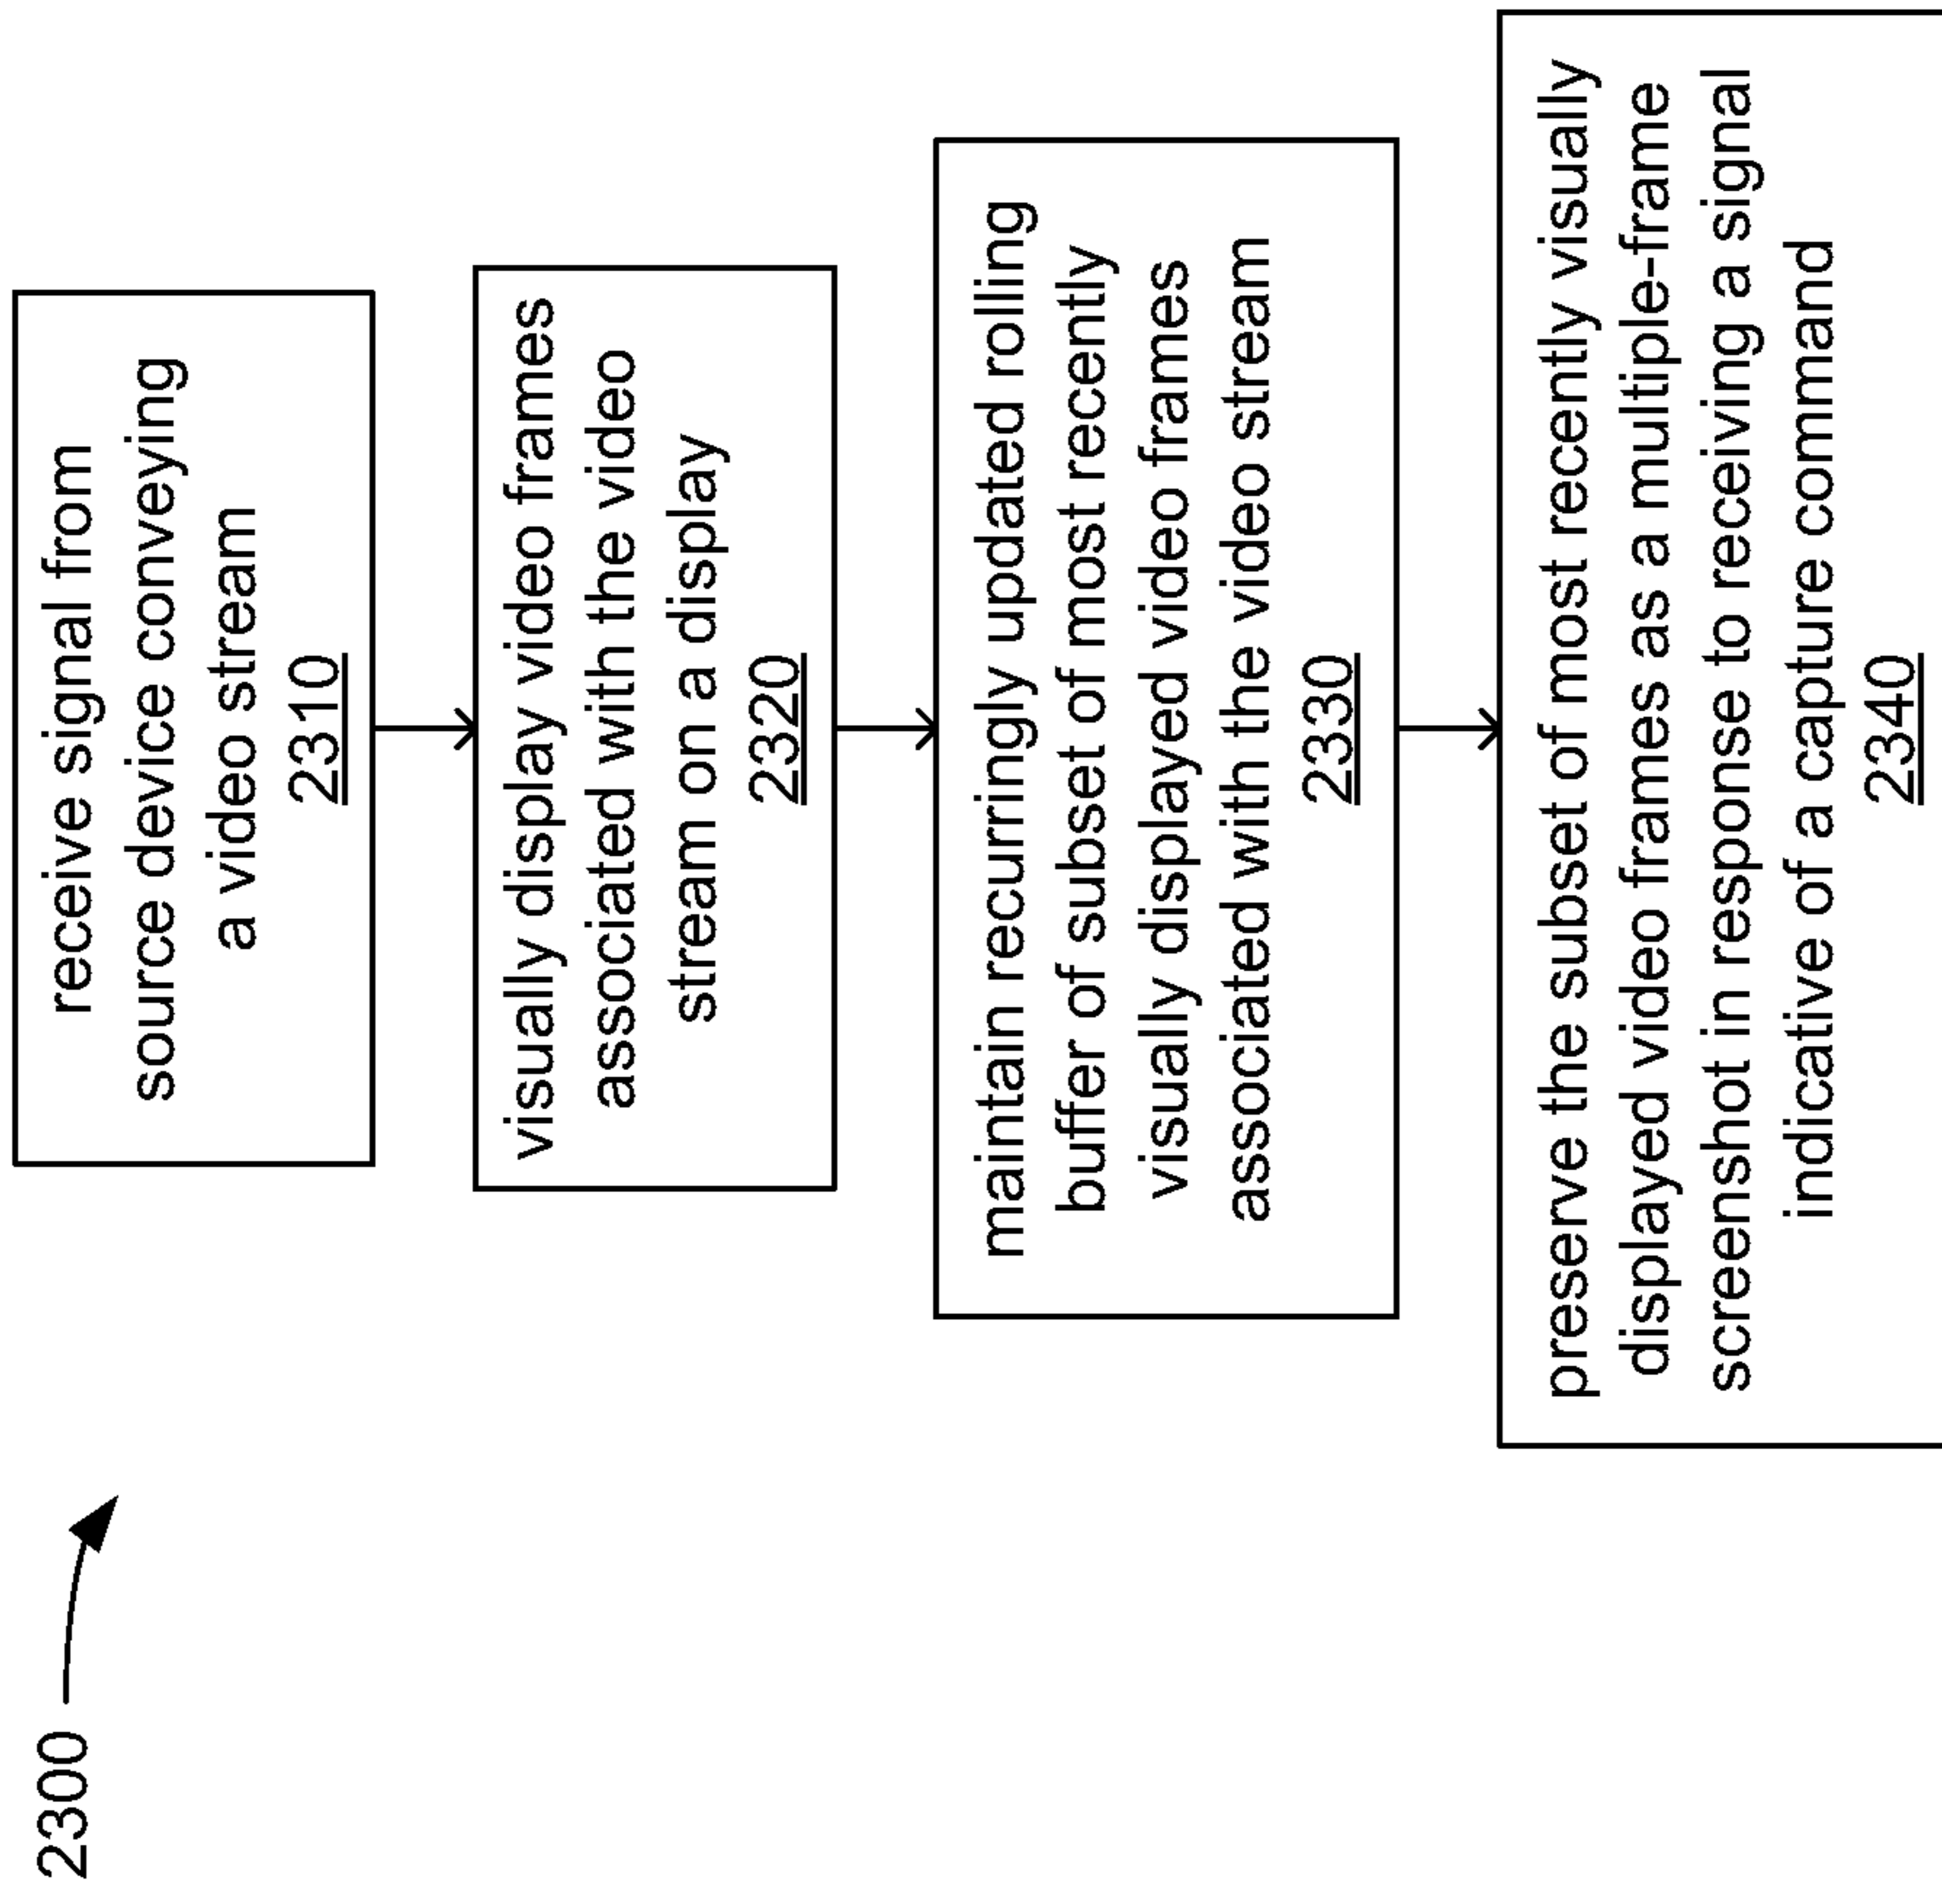 2300
receive signal from
source device conveying
a video stream
2310
visually display video frames
associated with the video
stream on a display
2320
maintain recurringly updated rolling
buffer of subset of most recently
visually displayed video frames
associated with the video stream
2330
preserve the subset of most recently visually
displayed video frames as a multiple-frame
screenshot in response to receiving a signal
indicative of a capture command
2340